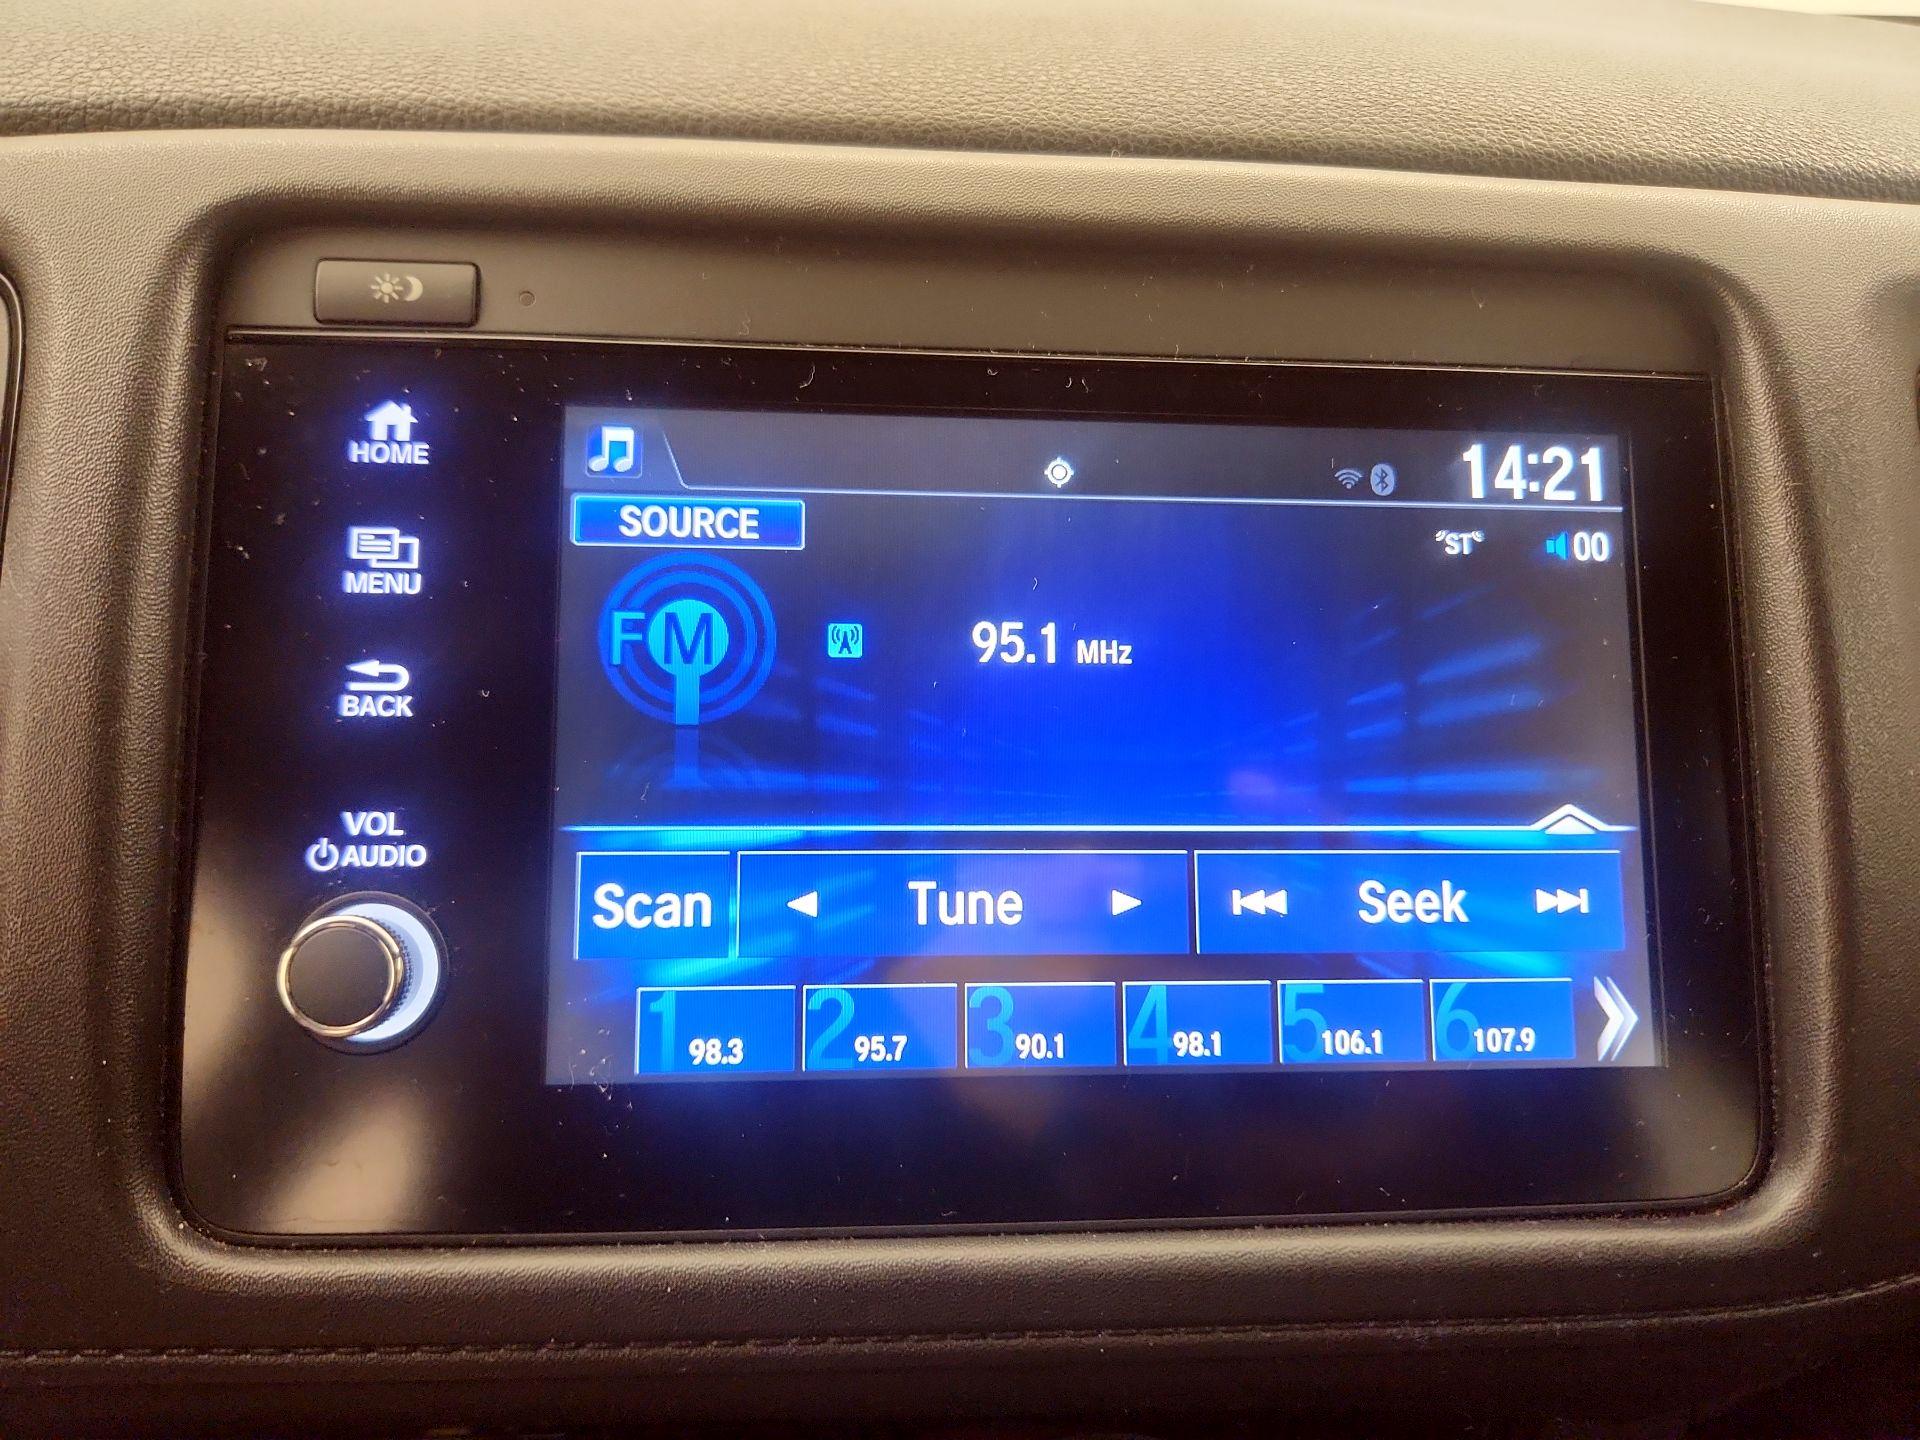 HOME
MENU
BACK
VOL
AUDIO
14:21
SOURCE
ST
00
FM
95.1 MHz
Scan
Tune
Seek
1 98.3
2 95.7
3 90.1
4 98.1
5 106.1
6 107.9